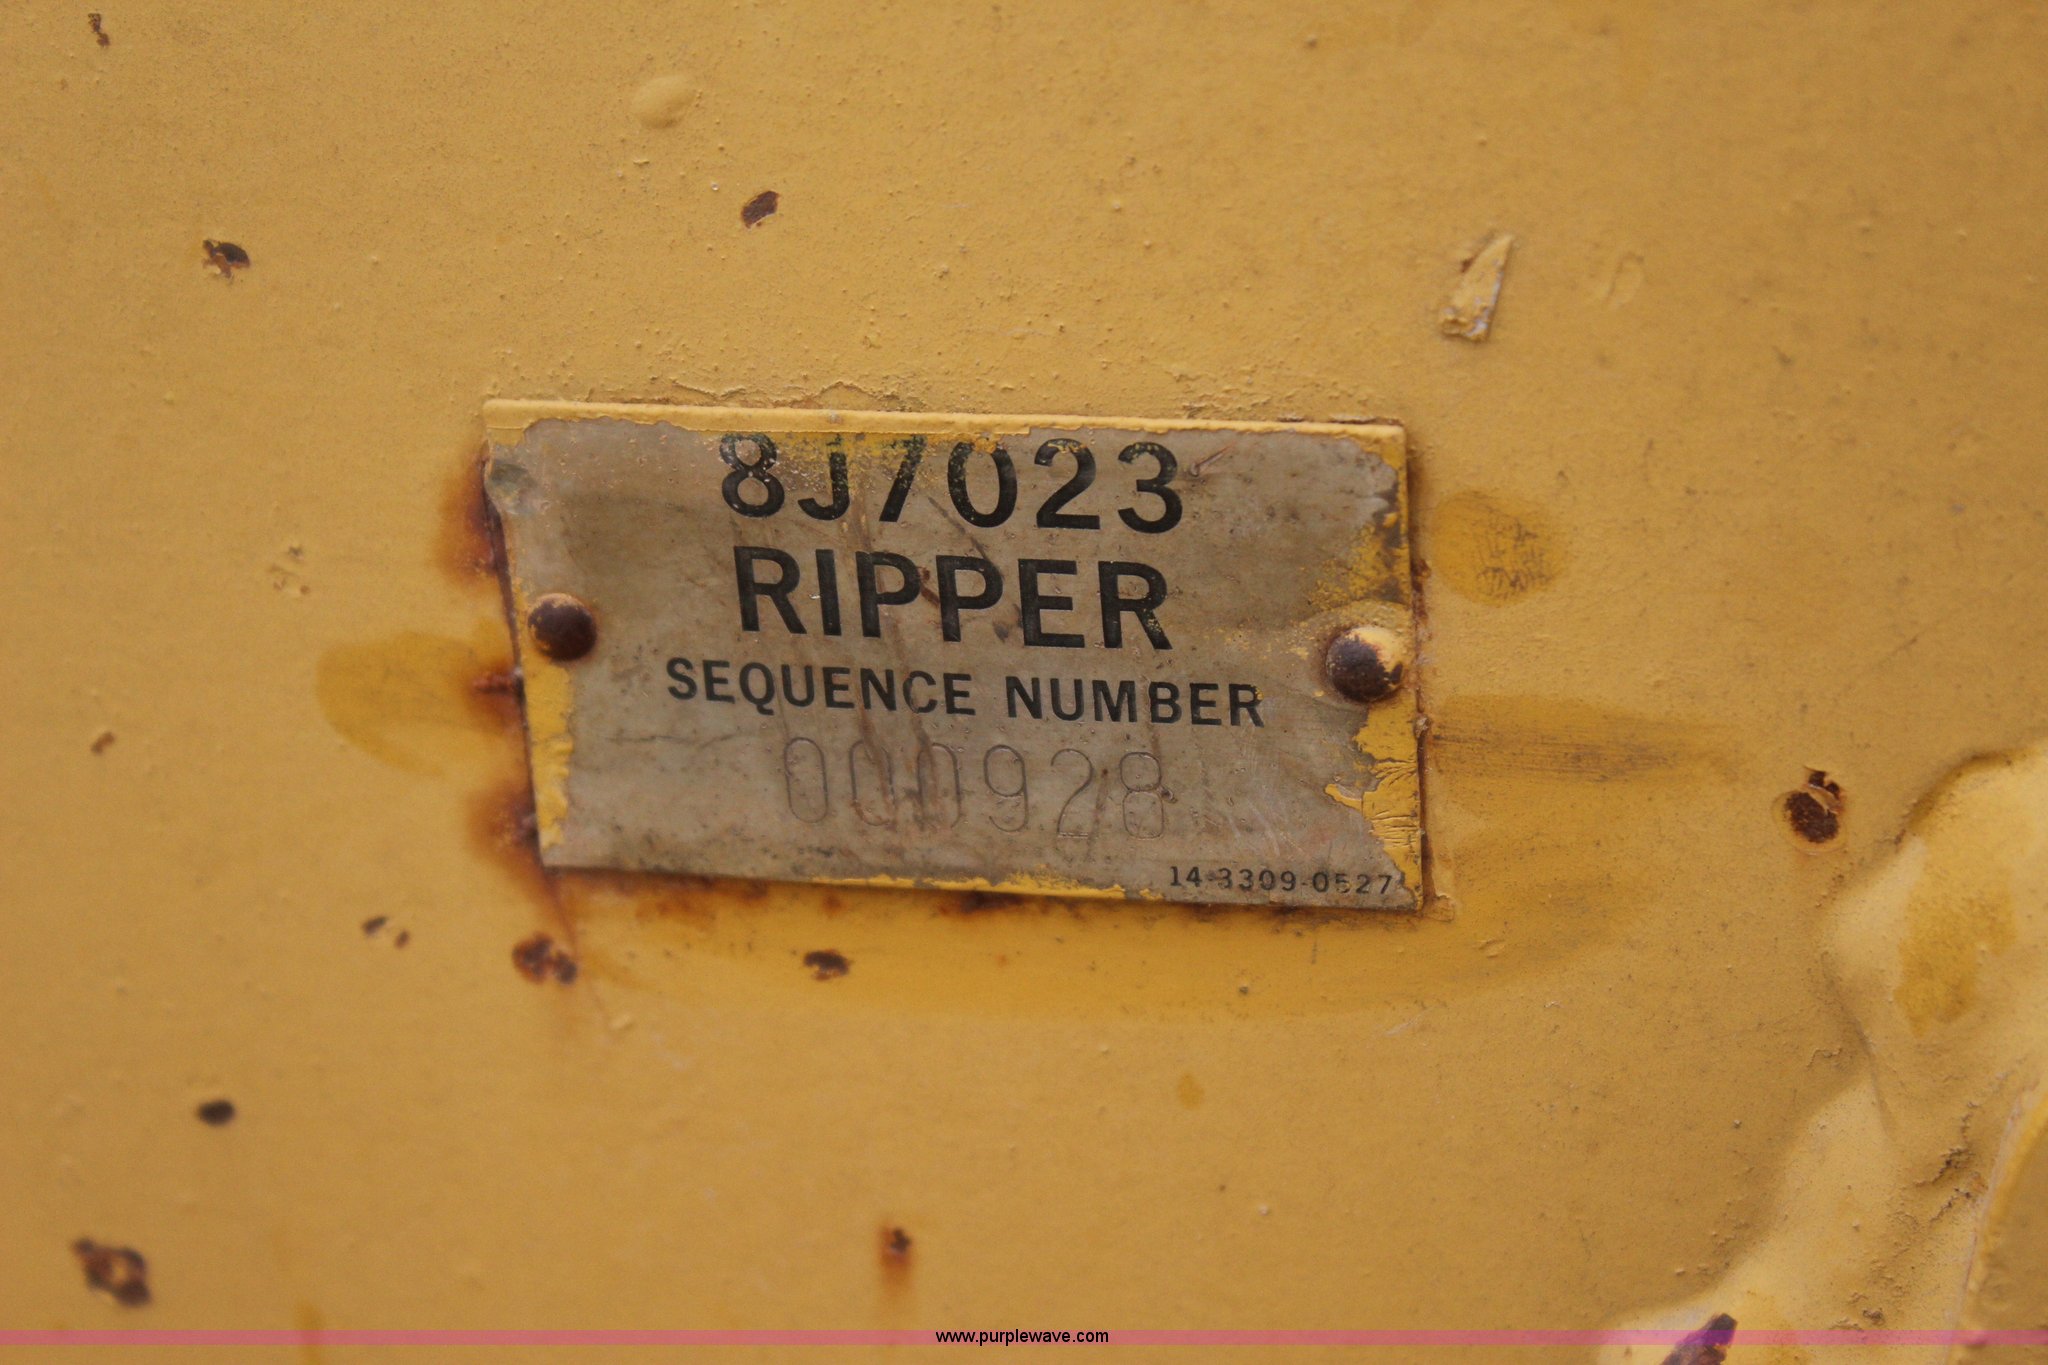 8J7023
RIPPER
SEQUENCE NUMBER
000928
14-3309-0527
www.purplewave.com